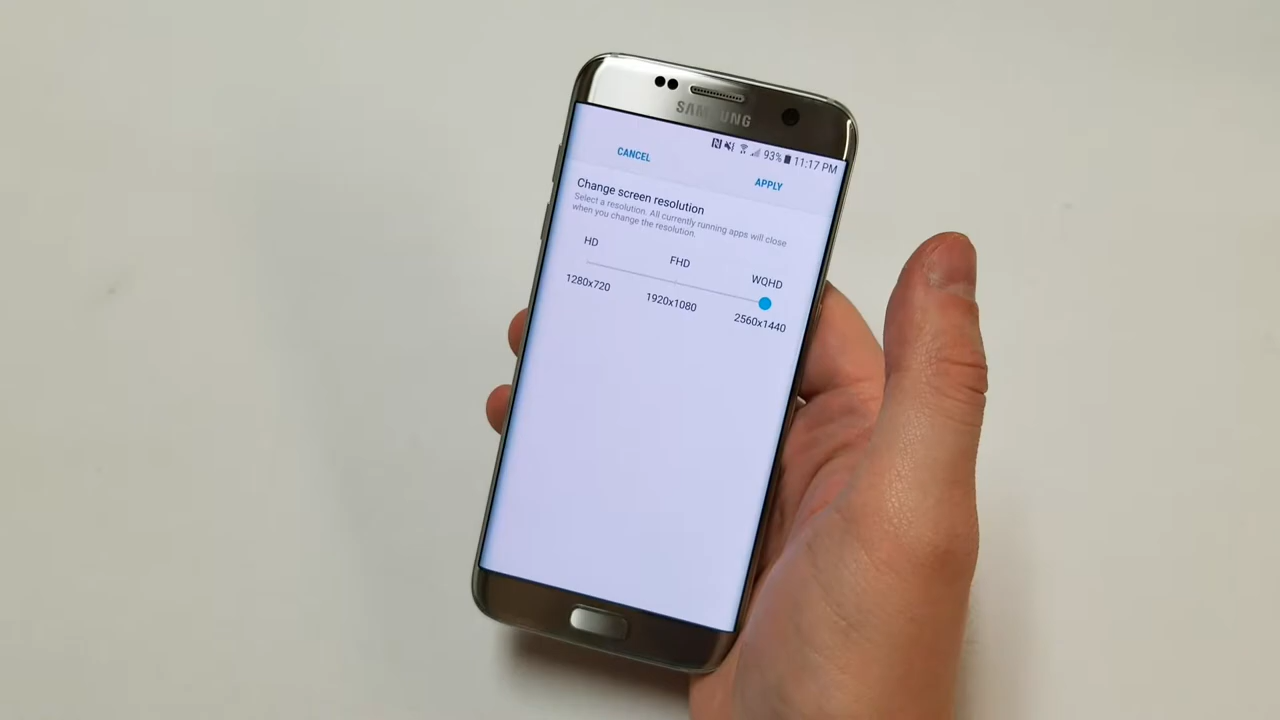 SAMSUNG
93% 11:17 PM
CANCEL
APPLY
Change screen resolution
Select a resolution. All currently running apps will close
when you change the resolution.
HD
FHD
WQHD
1280x720
1920x1080
2560x1440